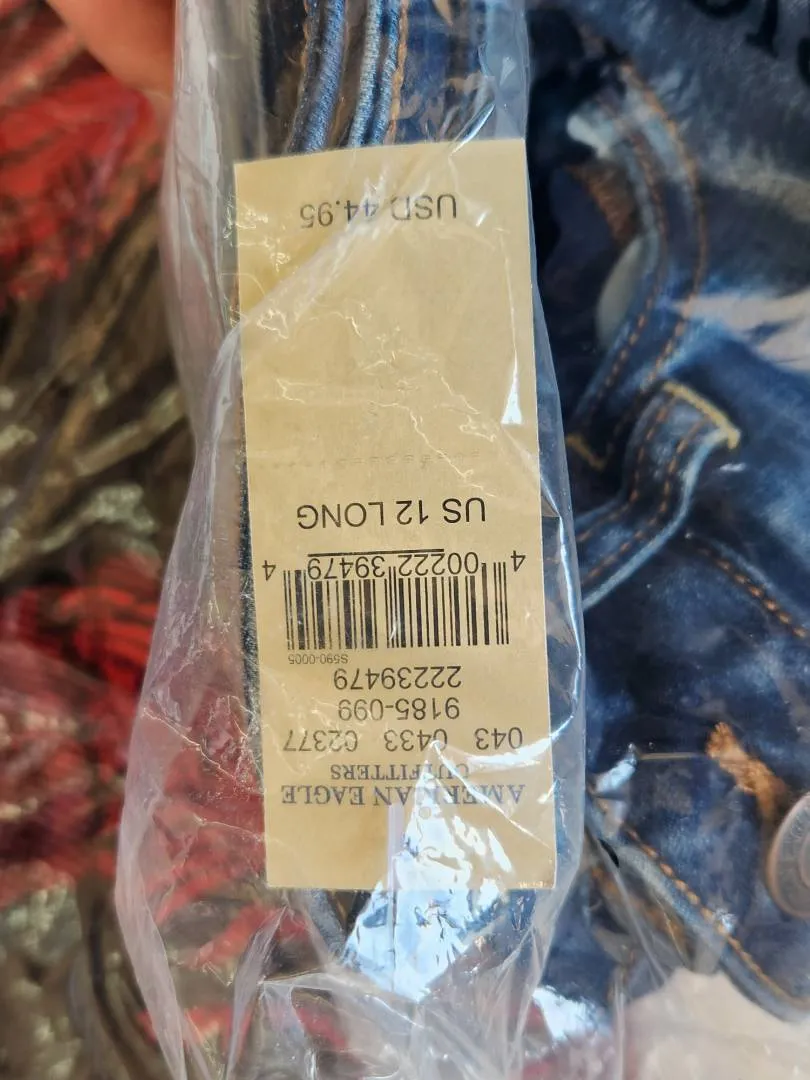 AMERICAN EAGLE
OUTFITTERS
043 0433 02377
9185-099
22239479
S590-0005
4 00222 39479 4
US 12 LONG
USD 44.95